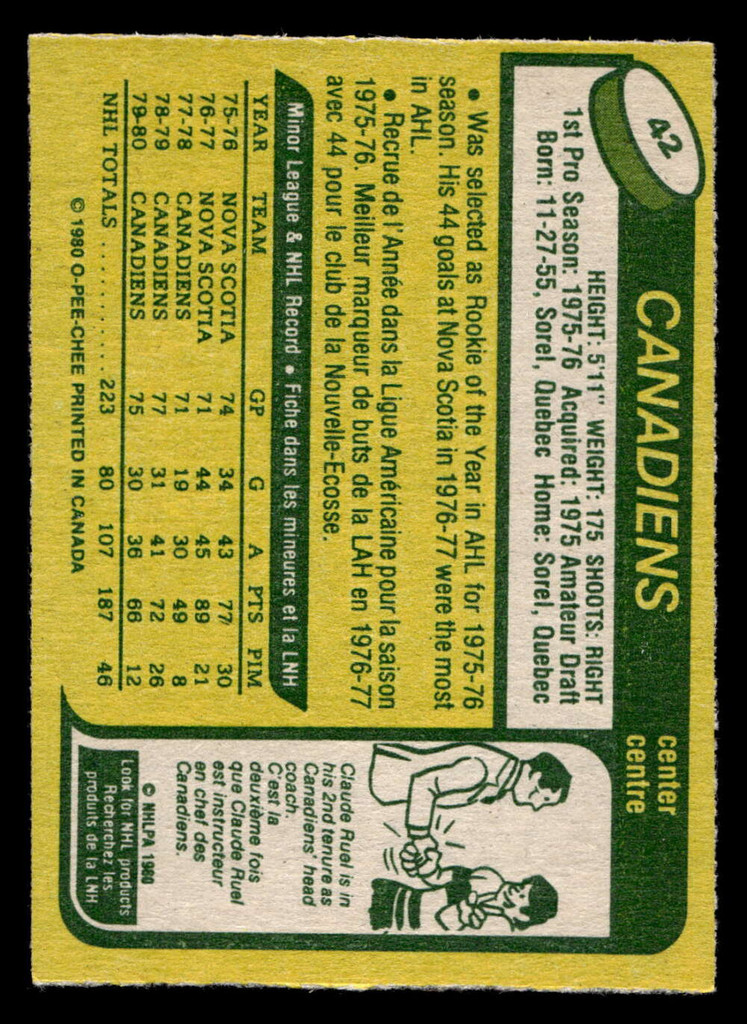 42
CANADIENS
center
centre
HEIGHT: 5'11" WEIGHT: 175 SHOOTS: RIGHT
1st Pro Season: 1975-76 Acquired: 1975 Amateur Draft
Born: 11-27-55, Sorel, Quebec Home: Sorel, Quebec
• Was selected as Rookie of the Year in AHL for 1975-76
season. His 44 goals at Nova Scotia in 1976-77 were the most
in AHL.
• Recrue de l'Année dans la Ligue Américaine pour la saison
1975-76. Meilleur marqueur de buts de la LAH en 1976-77
avec 44 pour le club de la Nouvelle-Ecosse.
Minor League & NHL Record • Fiche dans les mineures et la LNH
YEAR TEAM GP G A PTS PIM
75-76 NOVA SCOTIA 74 34 43 77 30
76-77 NOVA SCOTIA 71 44 45 89 21
77-78 CANADIENS 71 19 30 49 8
78-79 CANADIENS 77 31 41 72 26
79-80 CANADIENS 75 30 36 66 12
NHL TOTALS ........... 223 80 107 187 46
© 1980 O-PEE-CHEE PRINTED IN CANADA
Claude Ruel is in
his 2nd tenure as
Canadiens' head
coach.
C'est la
deuxième fois
que Claude Ruel
est instructeur
en chef des
Canadiens.
© NHLPA 1980
Look for NHL products
Recherchez les
produits de la LNH